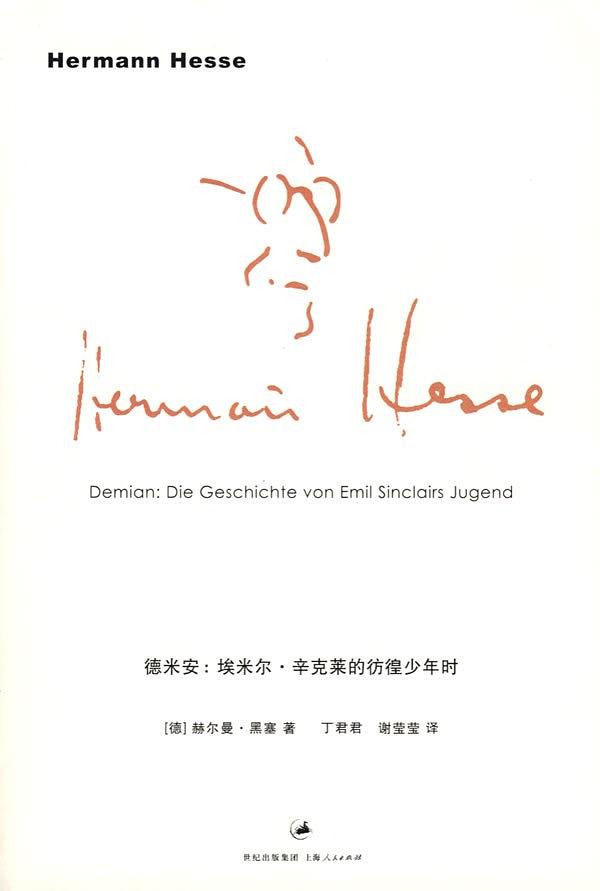 Hermann Hesse
Hermann Hesse
Demian: Die Geschichte von Emil Sinclairs Jugend
德米安：埃米尔·辛克莱的彷徨少年时
[德] 赫尔曼·黑塞 著 丁君君 谢莹莹 译
世纪出版集团 上海人民出版社